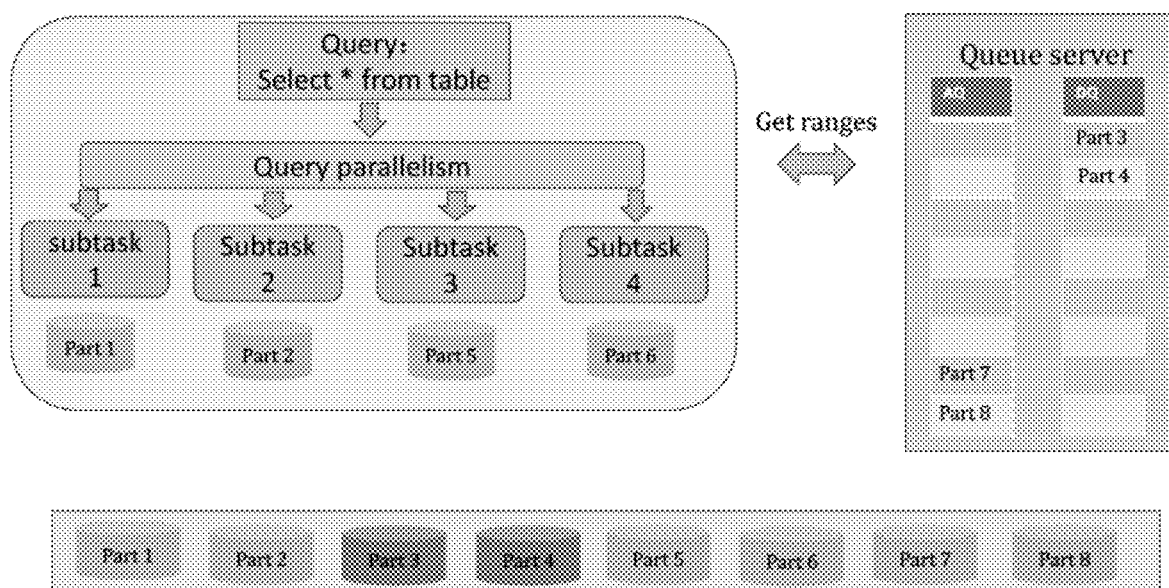 Query:
Select * from table
Query parallelism
subtask
1
Subtask
2
Subtask
3
Subtask
4
Part 1
Part 2
Part 5
Part 6
Get ranges
Queue server
Part 3
Part 4
Part 7
Part 8
Part 1
Part 2
Part 3
Part 4
Part 5
Part 6
Part 7
Part 8